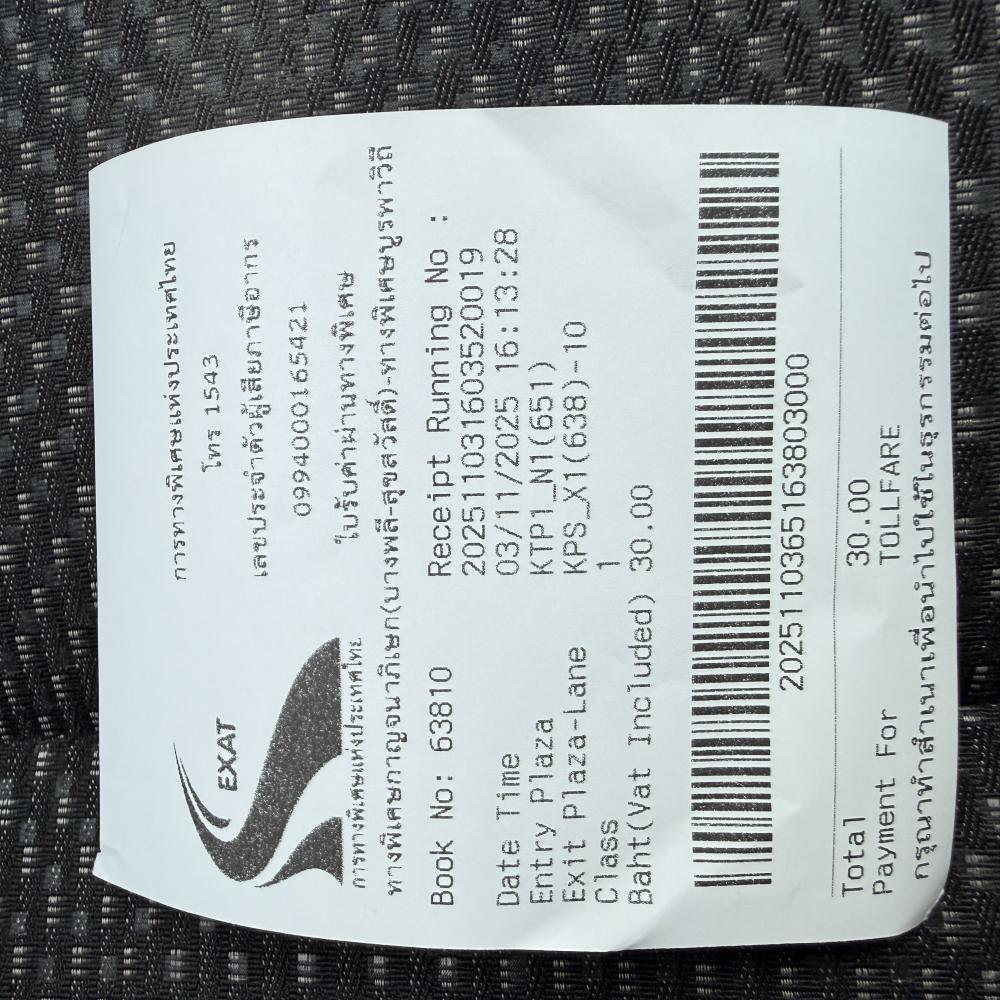 EXAT
การทางพิเศษแห่งประเทศไทย
การทางพิเศษแห่งประเทศไทย
โทร 1543
เลขประจำตัวผู้เสียภาษีอากร
0994000165421
ใบรับค่าผ่านทางพิเศษ
ทางพิเศษกาญจนาภิเษก(บางพลี-สุขสวัสดิ์)-ทางพิเศษบูรพาวิถี
Book No: 63810 Receipt Running No :
202511031603520019
Date Time 03/11/2025 16:13:28
Entry Plaza KTP1_N1(651)
Exit Plaza-Lane KPS_X1(638)-10
Class 1
Baht(Vat Included) 30.00
2025110365163803000
Total 30.00
Payment For TOLLFARE
กรุณาทำสำเนาเพื่อนำไปใช้ในธุรกรรมต่อไป